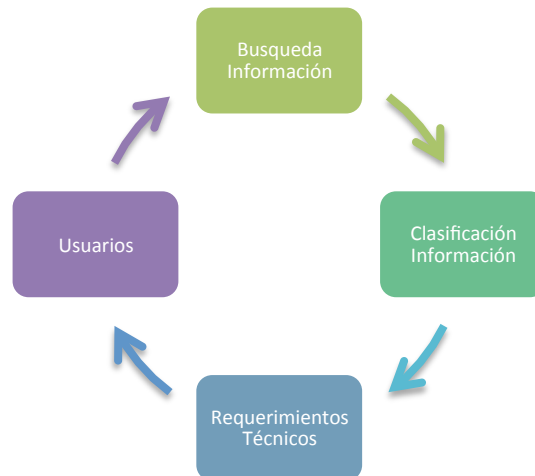 Busqueda
Información
Clasificación
Información
Requerimientos
Técnicos
Usuarios